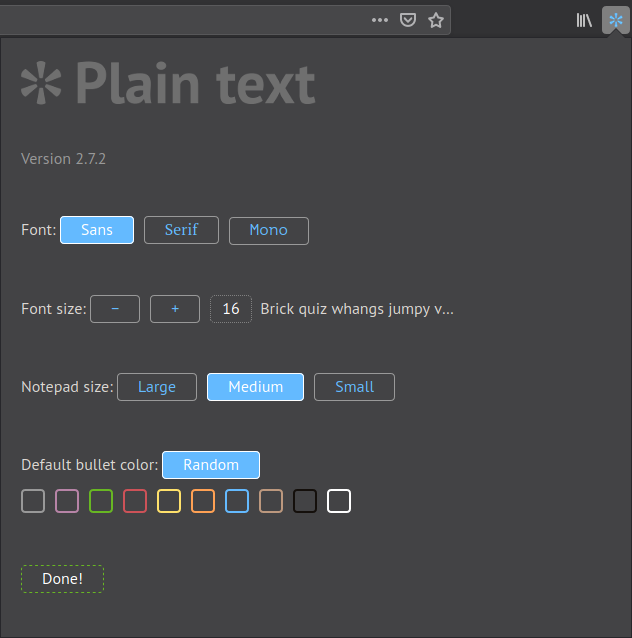 Plain text
Version 2.7.2
Font: Sans Serif Mono
Font size: − + 16 Brick quiz whangs jumpy v...
Notepad size: Large Medium Small
Default bullet color: Random
Done!